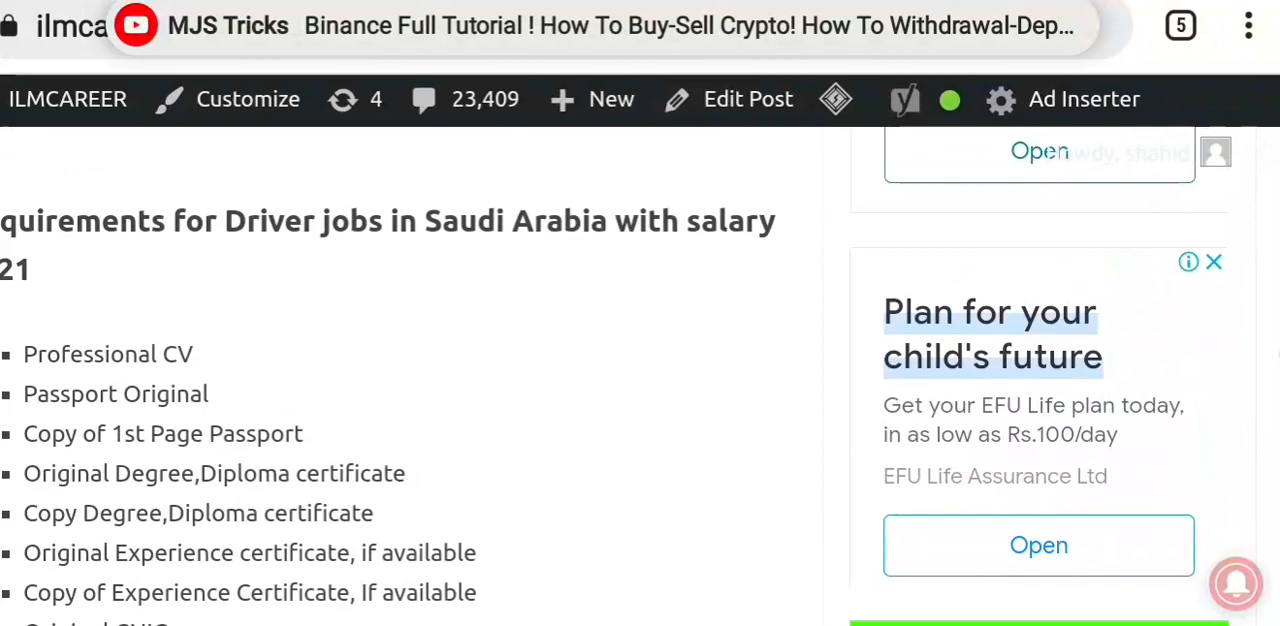 ilmca MJS Tricks Binance Full Tutorial ! How To Buy-Sell Crypto! How To Withdrawal-Dep... 5
ILMCAREER Customize 4 23,409 New Edit Post Ad Inserter
Open
owdy, shahid
quirements for Driver jobs in Saudi Arabia with salary
21
Professional CV
Passport Original
Copy of 1st Page Passport
Original Degree,Diploma certificate
Copy Degree,Diploma certificate
Original Experience certificate, if available
Copy of Experience Certificate, If available
Plan for your
child's future
Get your EFU Life plan today,
in as low as Rs.100/day
EFU Life Assurance Ltd
Open